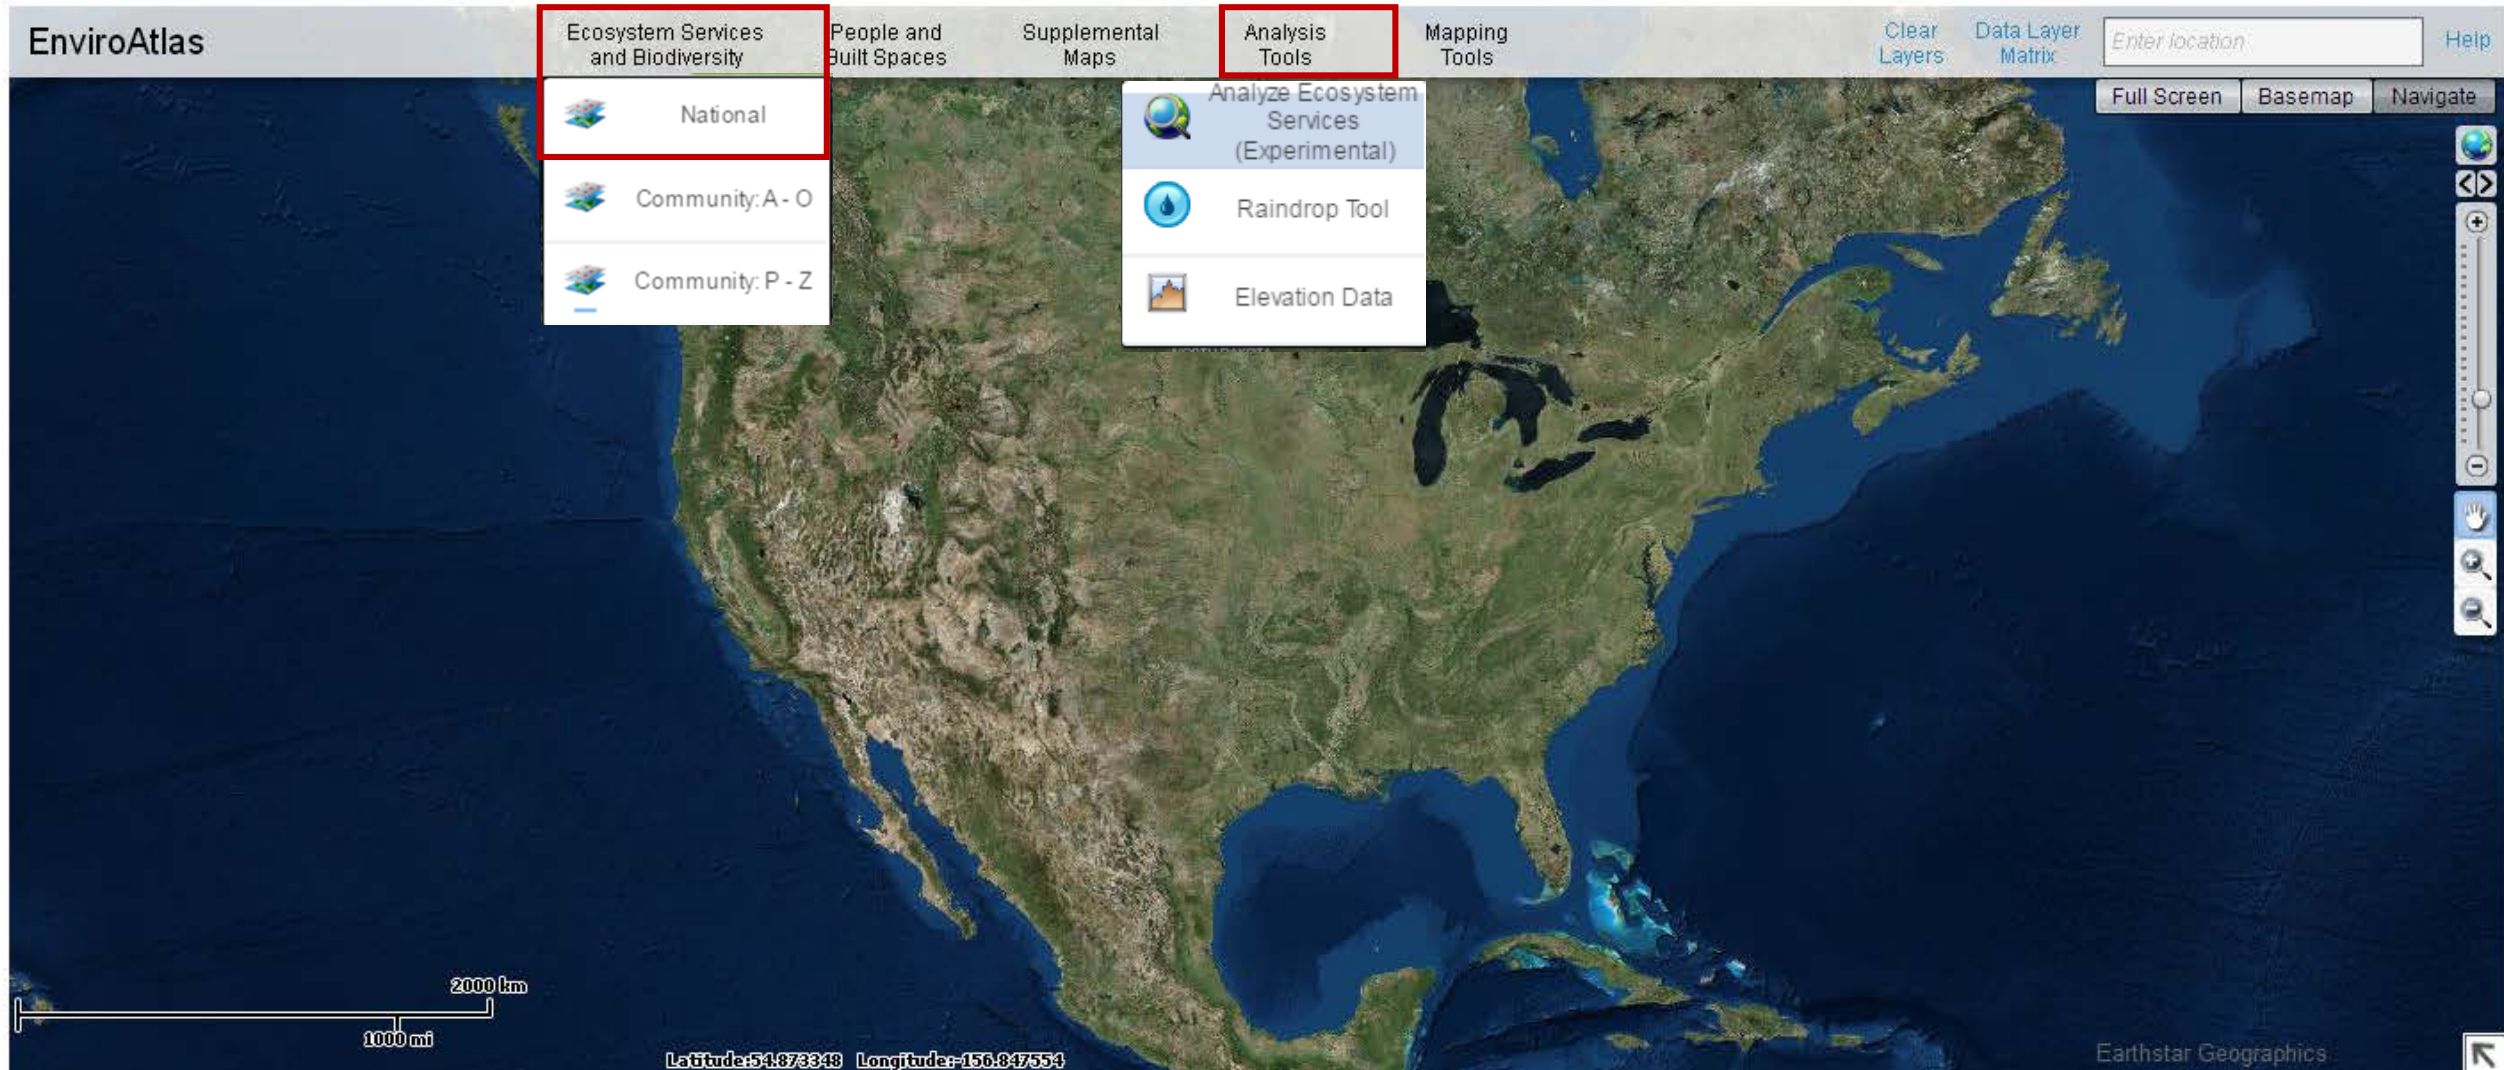 EnviroAtlas
Ecosystem Services
and Biodiversity
People and
Built Spaces
Supplemental
Maps
Analysis
Tools
Mapping
Tools
Clear
Layers
Data Layer
Matrix
Enter location
Help
Full Screen
Basemap
Navigate
National
Community: A - O
Community: P - Z
Analyze Ecosystem
Services
(Experimental)
Raindrop Tool
Elevation Data
2000 km
1000 mi
Latitude:54.873348 Longitude:-156.847554
Earthstar Geographics